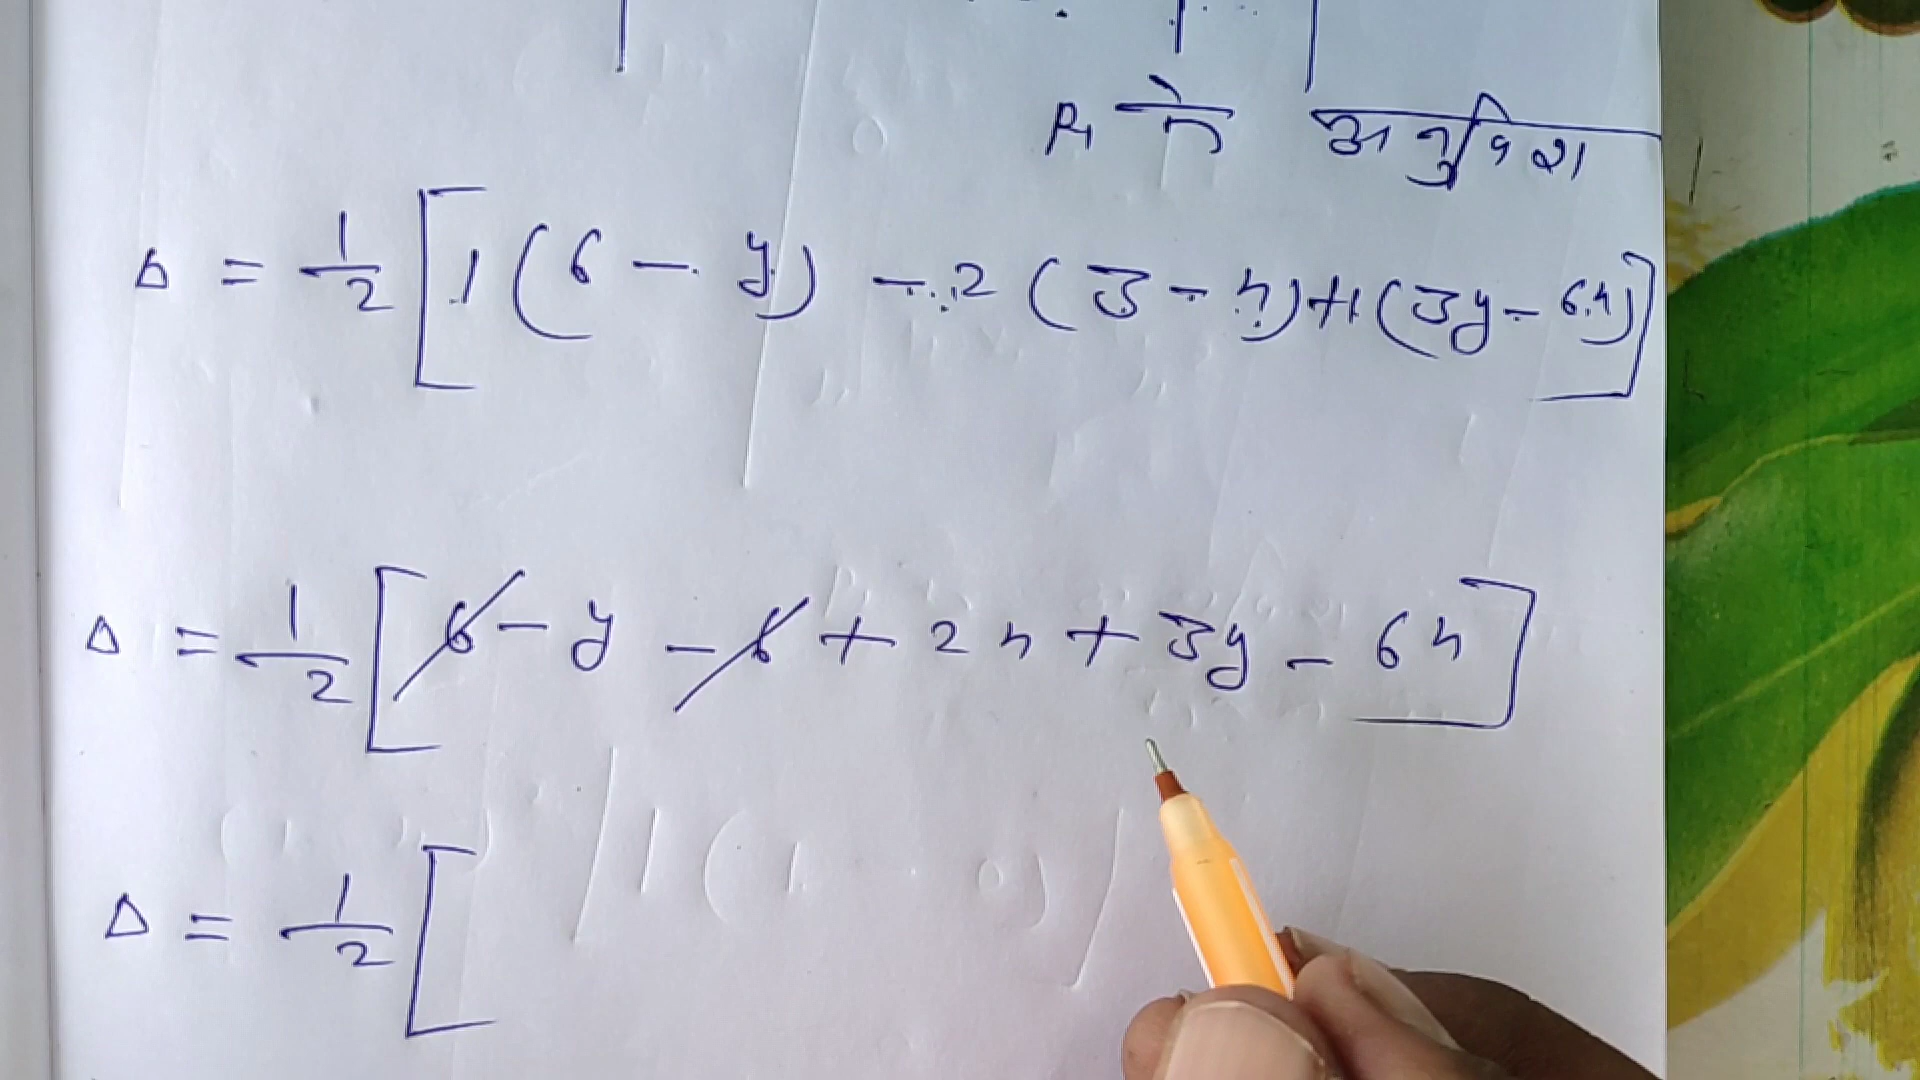 R₁ के अनुदिश
Δ = 1/2 [1(6 - y) - 2(3 - x) + 1(3y - 6x)]
Δ = 1/2 [6 - y - 6 + 2x + 3y - 6x]
Δ = 1/2 [